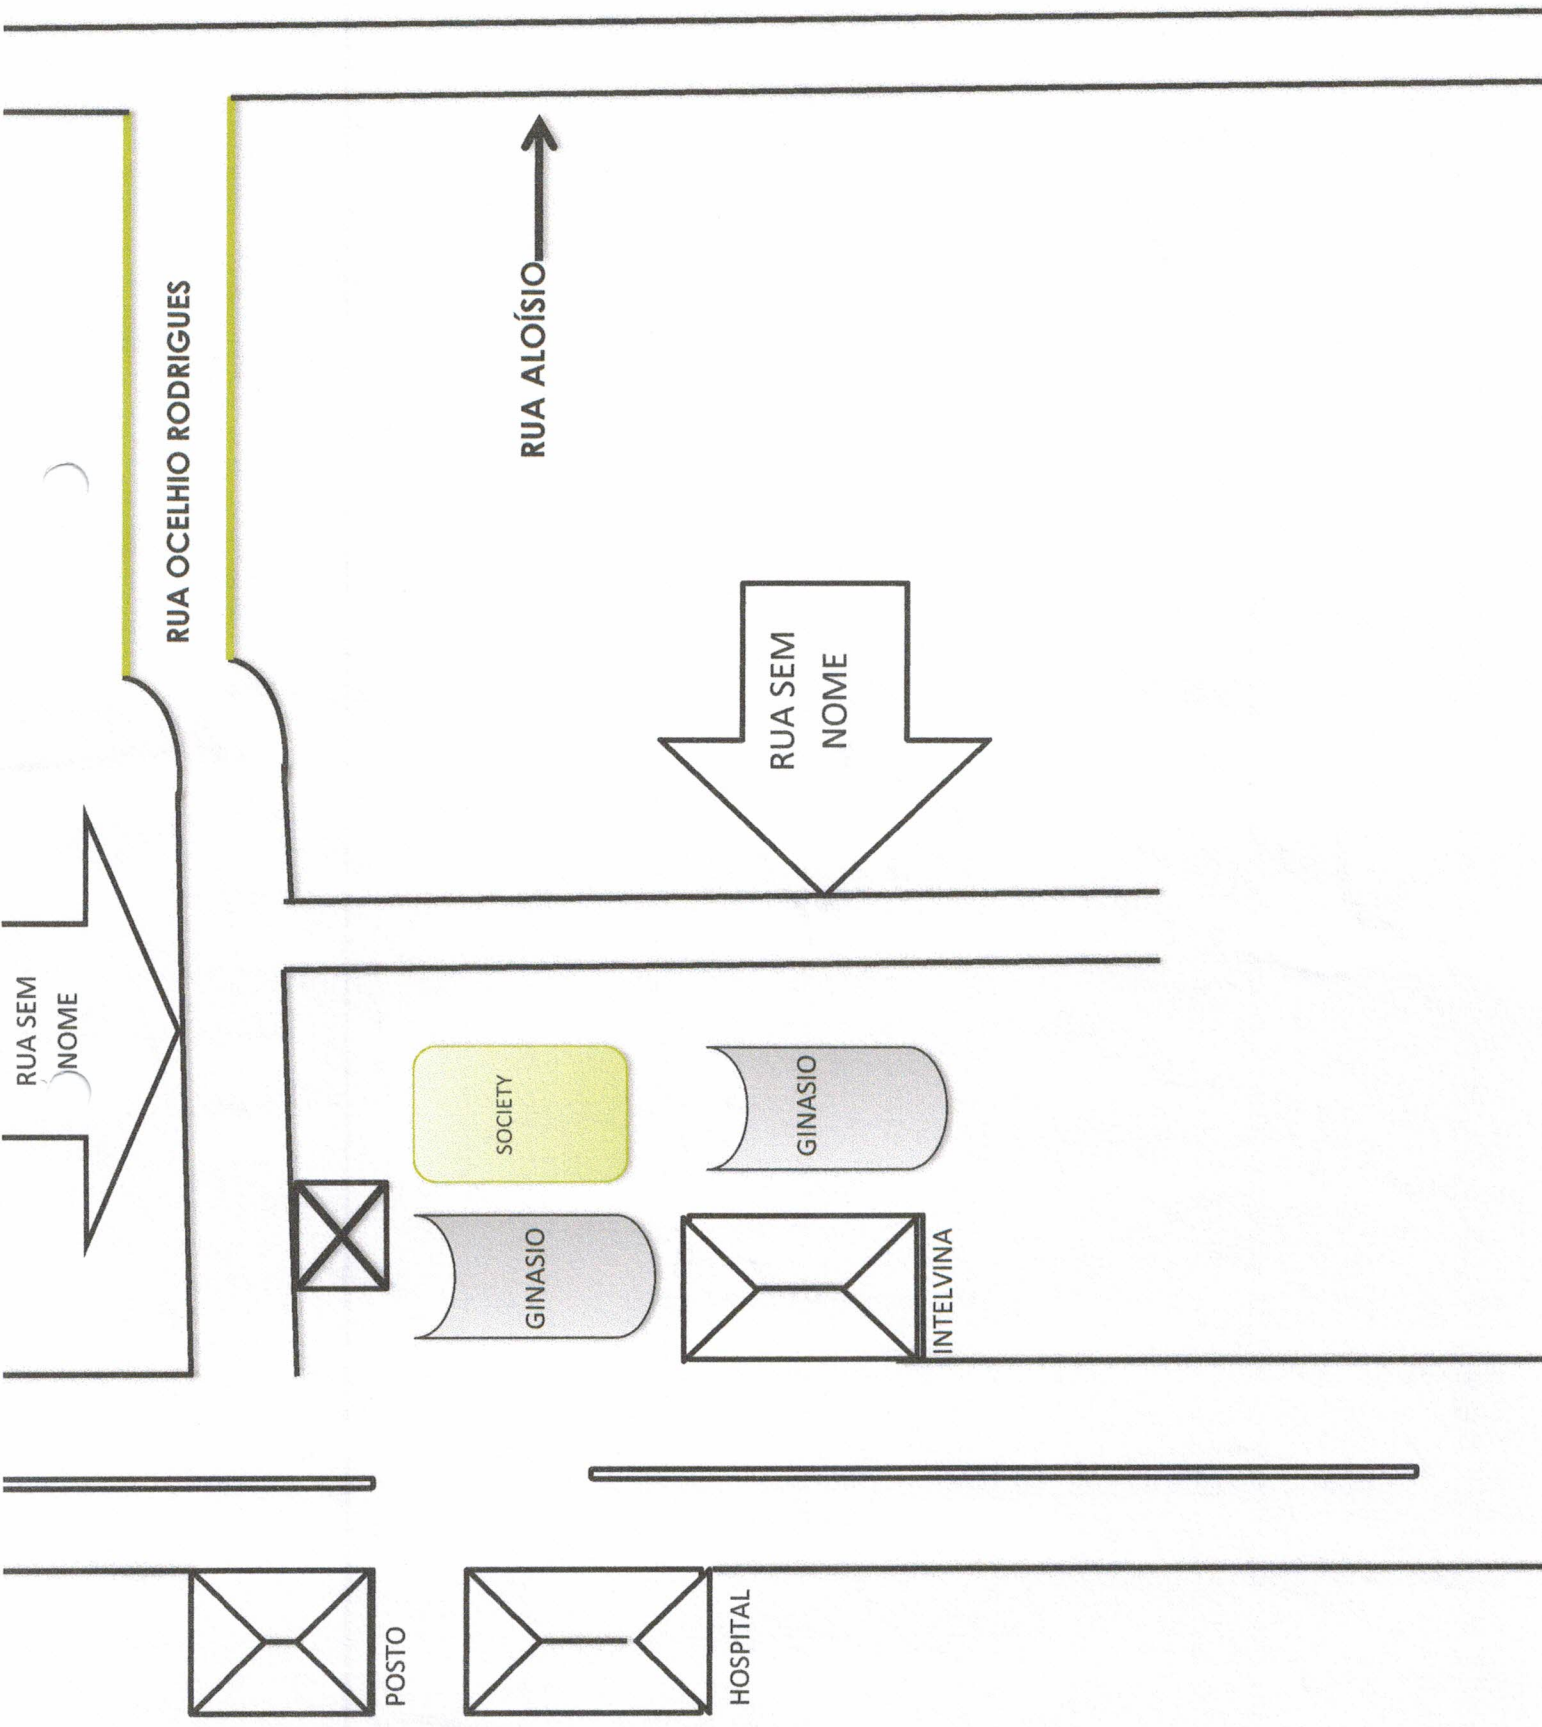 RUA OCELHIO RODRIGUES
RUA ALOÍSIO
RUA SEM
NOME
RUA SEM
NOME
SOCIETY
GINASIO
GINASIO
INTELVINA
POSTO
HOSPITAL